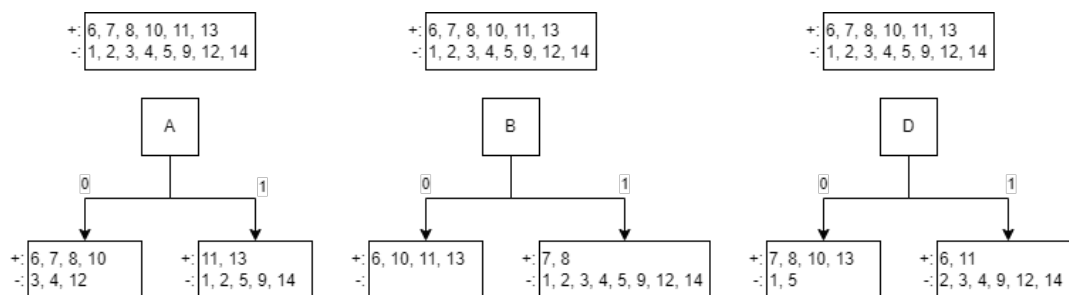 +: 6, 7, 8, 10, 11, 13
-: 1, 2, 3, 4, 5, 9, 12, 14
A
0
1
+: 6, 7, 8, 10
-: 3, 4, 12
+: 11, 13
-: 1, 2, 5, 9, 14
+: 6, 7, 8, 10, 11, 13
-: 1, 2, 3, 4, 5, 9, 12, 14
B
0
1
+: 6, 10, 11, 13
-:
+: 7, 8
-: 1, 2, 3, 4, 5, 9, 12, 14
+: 6, 7, 8, 10, 11, 13
-: 1, 2, 3, 4, 5, 9, 12, 14
D
0
1
+: 7, 8, 10, 13
-: 1, 5
+: 6, 11
-: 2, 3, 4, 9, 12, 14